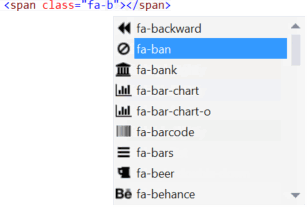 <span class="fa-b"></span>
fa-backward
fa-ban
fa-bank
fa-bar-chart
fa-bar-chart-o
fa-barcode
fa-bars
fa-beer
Bē fa-behance